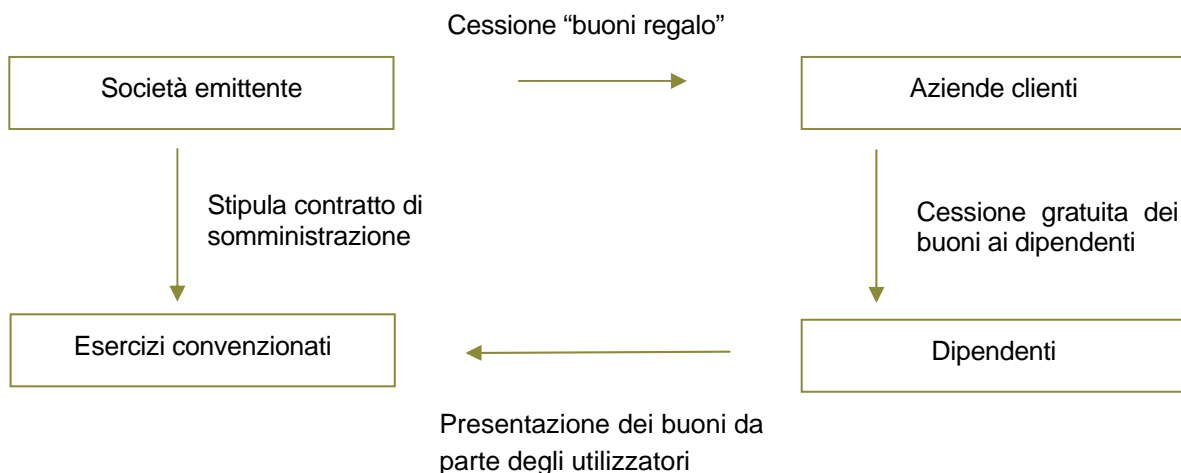 Cessione “buoni regalo”
Società emittente
Aziende clienti
Stipula contratto di
somministrazione
Cessione gratuita dei
buoni ai dipendenti
Esercizi convenzionati
Dipendenti
Presentazione dei buoni da
parte degli utilizzatori